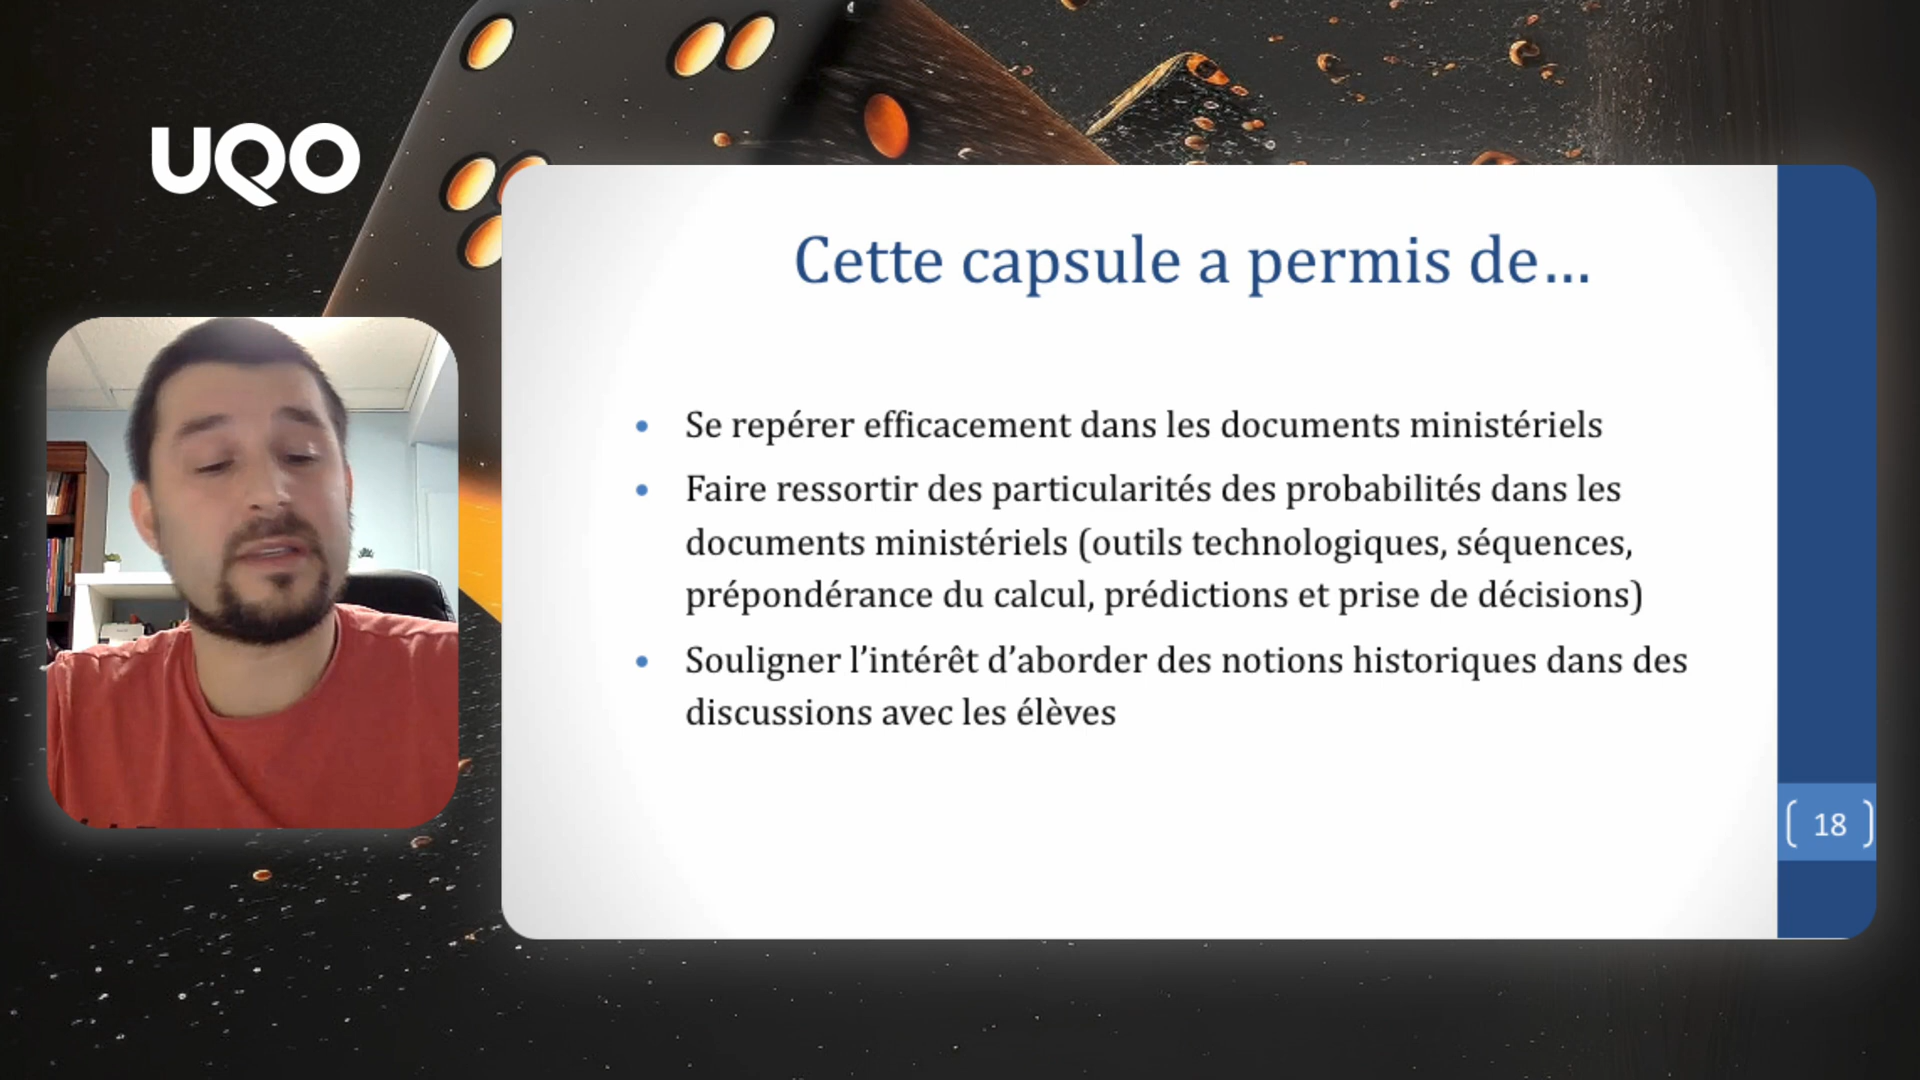 UQO
Cette capsule a permis de…
• Se repérer efficacement dans les documents ministériels
• Faire ressortir des particularités des probabilités dans les
documents ministériels (outils technologiques, séquences,
prépondérance du calcul, prédictions et prise de décisions)
• Souligner l’intérêt d’aborder des notions historiques dans des
discussions avec les élèves
18